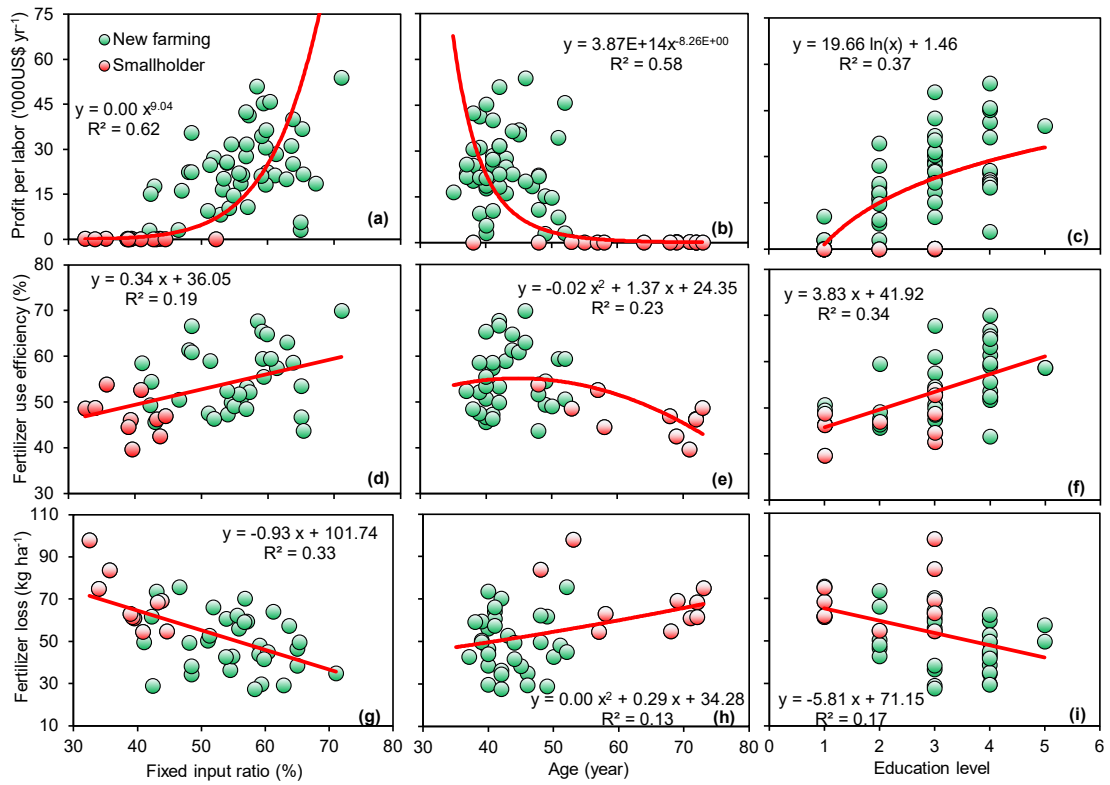 Profit per labor ('000US$ yr⁻¹)
75
60
45
30
15
0
New farming
Smallholder
y = 0.00 x^9.04
R² = 0.62
(a)
y = 3.87E+14x^-8.26E+00
R² = 0.58
(b)
y = 19.66 ln(x) + 1.46
R² = 0.37
(c)
Fertilizer use efficiency (%)
80
70
60
50
40
30
y = 0.34 x + 36.05
R² = 0.19
(d)
y = -0.02 x² + 1.37 x + 24.35
R² = 0.23
(e)
y = 3.83 x + 41.92
R² = 0.34
(f)
Fertilizer loss (kg ha⁻¹)
110
90
70
50
30
10
y = -0.93 x + 101.74
R² = 0.33
(g)
30 40 50 60 70 80
Fixed input ratio (%)
y = 0.00 x² + 0.29 x + 34.28
R² = 0.13
(h)
30 40 50 60 70 80
Age (year)
y = -5.81 x + 71.15
R² = 0.17
(i)
0 1 2 3 4 5 6
Education level